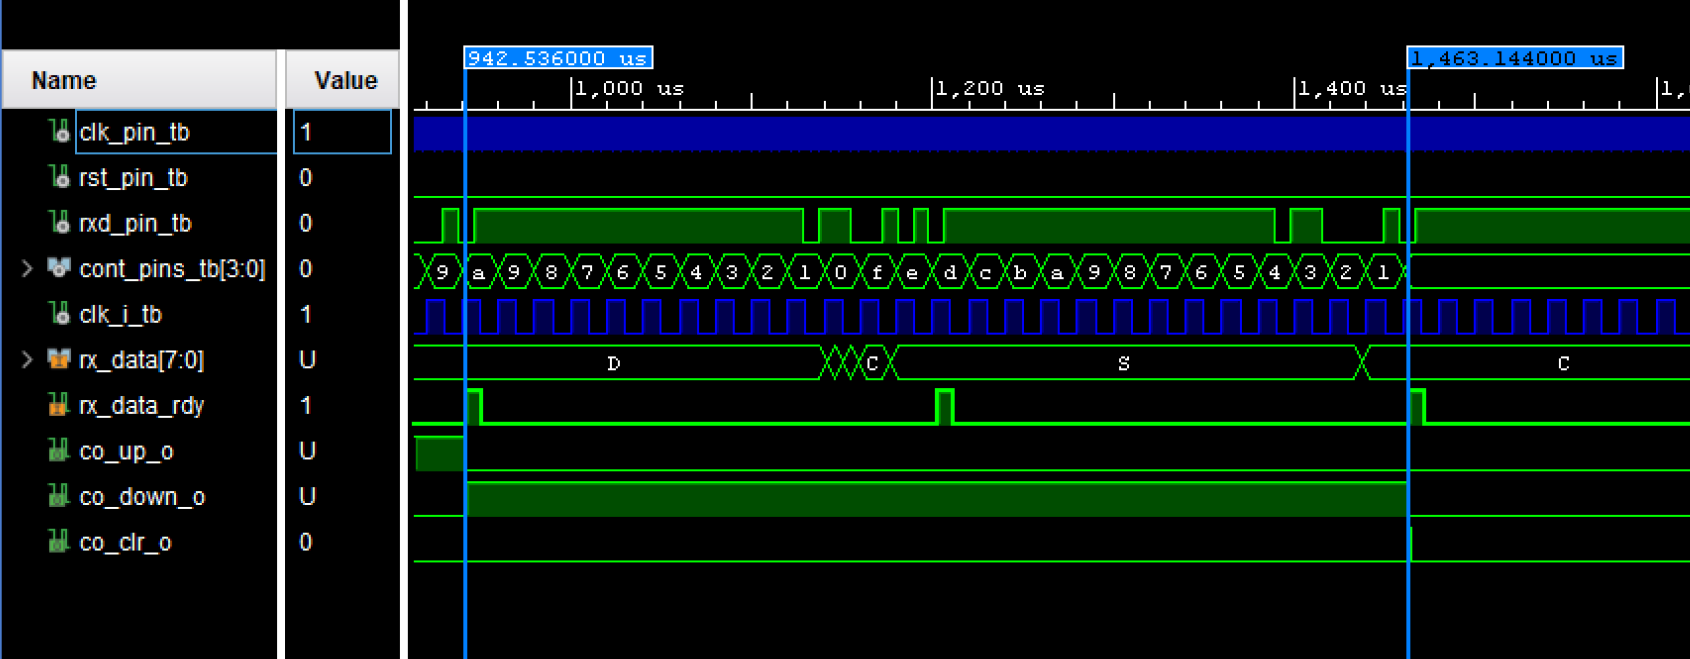 942.536000 us 1,463.144000 us
Name Value 1,000 us 1,200 us 1,400 us 1,
clk_pin_tb 1
rst_pin_tb 0
rxd_pin_tb 0
cont_pins_tb[3:0] 0 9 a 9 8 7 6 5 4 3 2 1 0 f e d c b a 9 8 7 6 5 4 3 2 1
clk_i_tb 1
rx_data[7:0] U D C S C
rx_data_rdy 1
co_up_o U
co_down_o U
co_clr_o 0